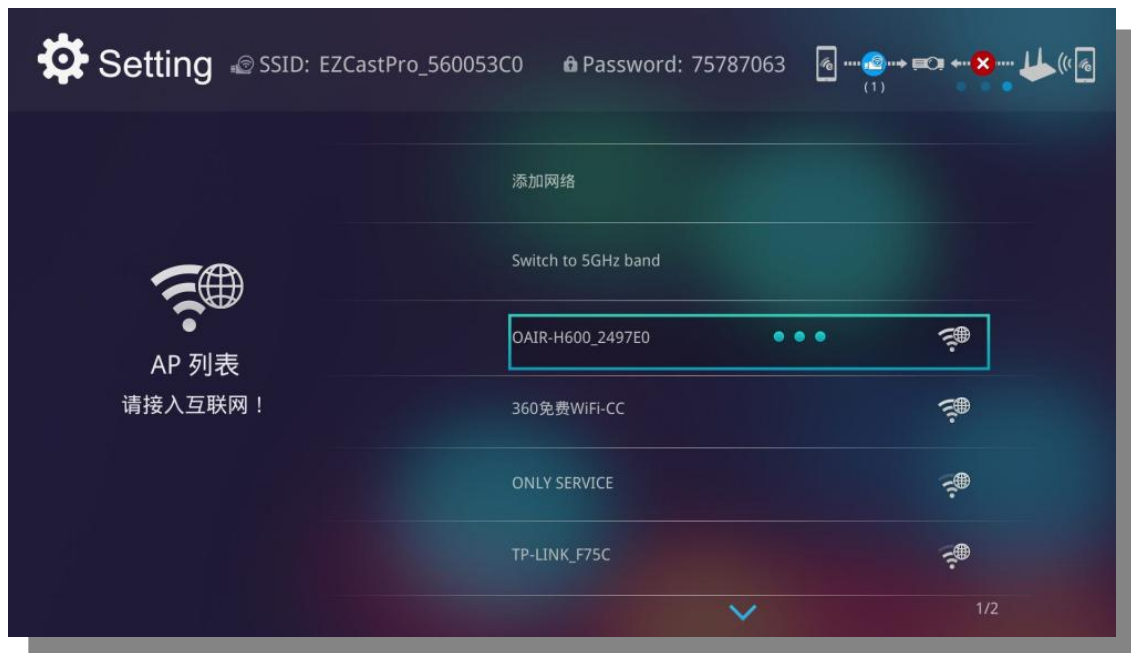 Setting
SSID: EZCastPro_560053C0
Password: 75787063
(1)
添加网络
Switch to 5GHz band
OAIR-H600_2497E0
AP 列表
请接入互联网！
360免费WiFi-CC
ONLY SERVICE
TP-LINK_F75C
1/2